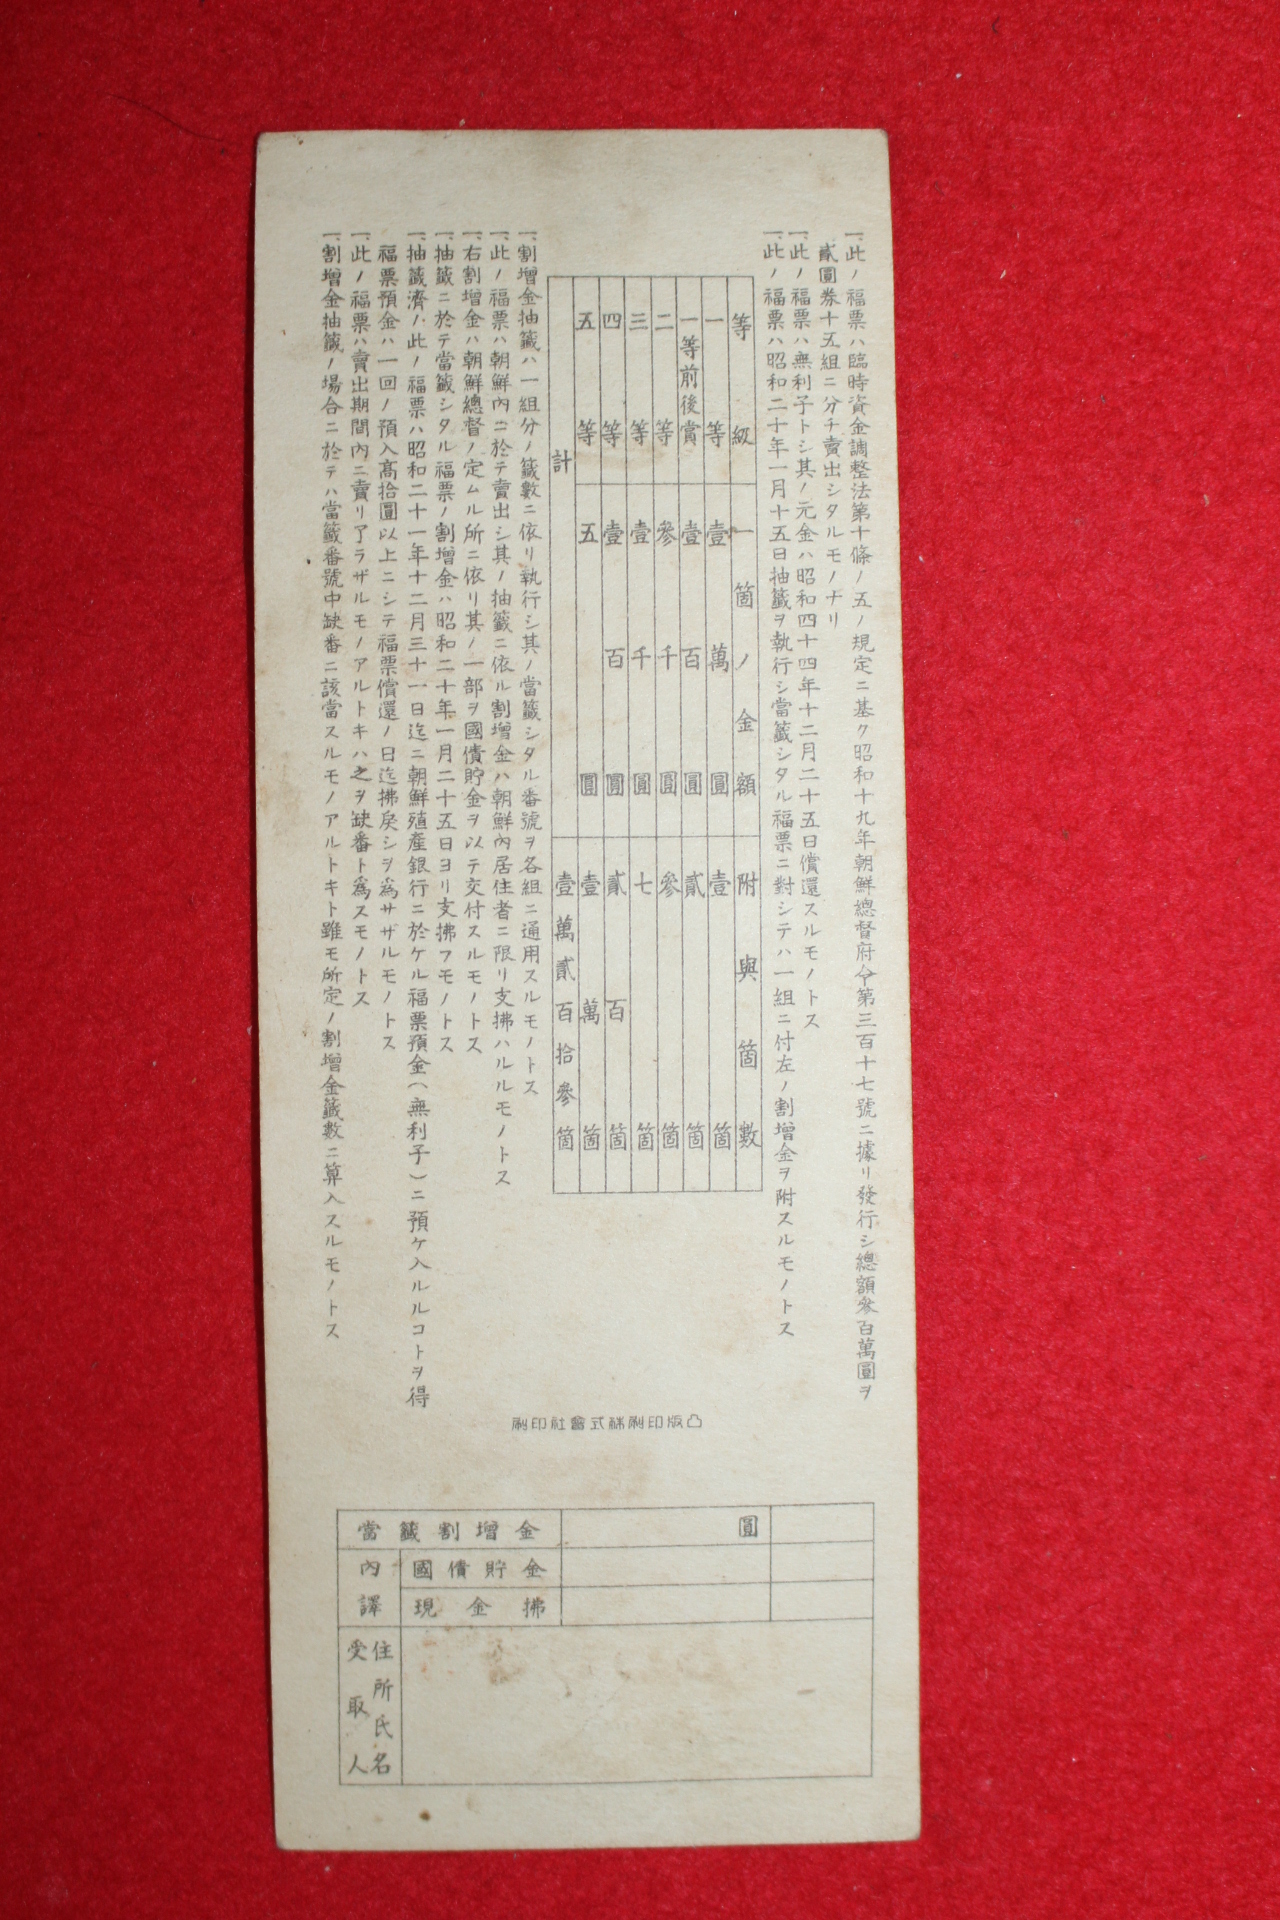 一、此ノ福票ハ臨時資金調整法第十條ノ五ノ規定ニ基ク昭和十九年朝鮮總督府令第三百十七號ニ據リ發行シ總額參百萬圓ヲ
貳圓券十五組ニ分チ賣出シタルモノナリ
一、此ノ福票ハ無利子トシ其ノ元金ハ昭和四十四年十二月二十五日償還スルモノトス
一、此ノ福票ハ昭和二十年一月十五日抽籤ヲ執行シ當籤シタル福票ニ對シテハ一組ニ付左ノ割增金ヲ附スルモノトス
等級 一箇ノ金額 附與箇數
一等 壹萬圓 壹箇
一等前後賞 壹百圓 貳箇
二等 參千圓 參箇
三等 壹千圓 七箇
四等 壹百圓 貳百箇
五等 五圓 壹萬箇
計 壹萬貳百拾參箇
一、割增金抽籤ハ一組分ノ籤數ニ依リ執行シ其ノ當籤シタル番號ヲ各組ニ通用スルモノトス
一、此ノ福票ハ朝鮮內ニ於テ賣出シ其ノ抽籤ニ依ル割增金ハ朝鮮內居住者ニ限リ支拂ハルルモノトス
一、右割增金ハ朝鮮總督ノ定ムル所ニ依リ其ノ一部ヲ國債貯金ヲ以テ交付スルモノトス
一、抽籤ニ於テ當籤シタル福票ノ割增金ハ昭和二十年一月二十五日ヨリ支拂フモノトス
一、抽籤濟ノ此ノ福票ハ昭和二十一年十二月三十一日迄ニ朝鮮殖產銀行ニ於ケル福票預金(無利子)ニ預ケ入ルルコトヲ得
福票預金ハ一回ノ預入高拾圓以上ニシテ福票償還ノ日迄拂戾シヲ爲サザルモノトス
一、此ノ福票ハ賣出期間內ニ賣リアラザルモノアルトキハ之ヲ缺番ト爲スモノトス
一、割增金抽籤ノ場合ニ於テハ當籤番號中缺番ニ該當スルモノアルトキト雖モ所定ノ割增金籤數ニ算入スルモノトス
刷印社會式株刷印版凸
當籤割增金 圓
內譯 國債貯金
現金拂
受取人 住所氏名